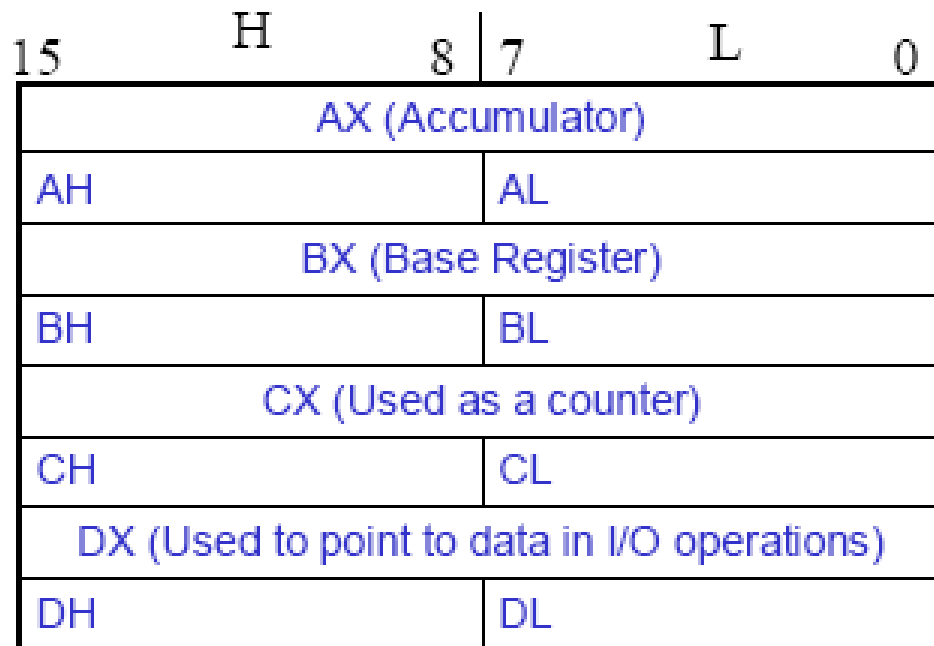 15 H 8 7 L 0
AX (Accumulator)
AH AL
BX (Base Register)
BH BL
CX (Used as a counter)
CH CL
DX (Used to point to data in I/O operations)
DH DL